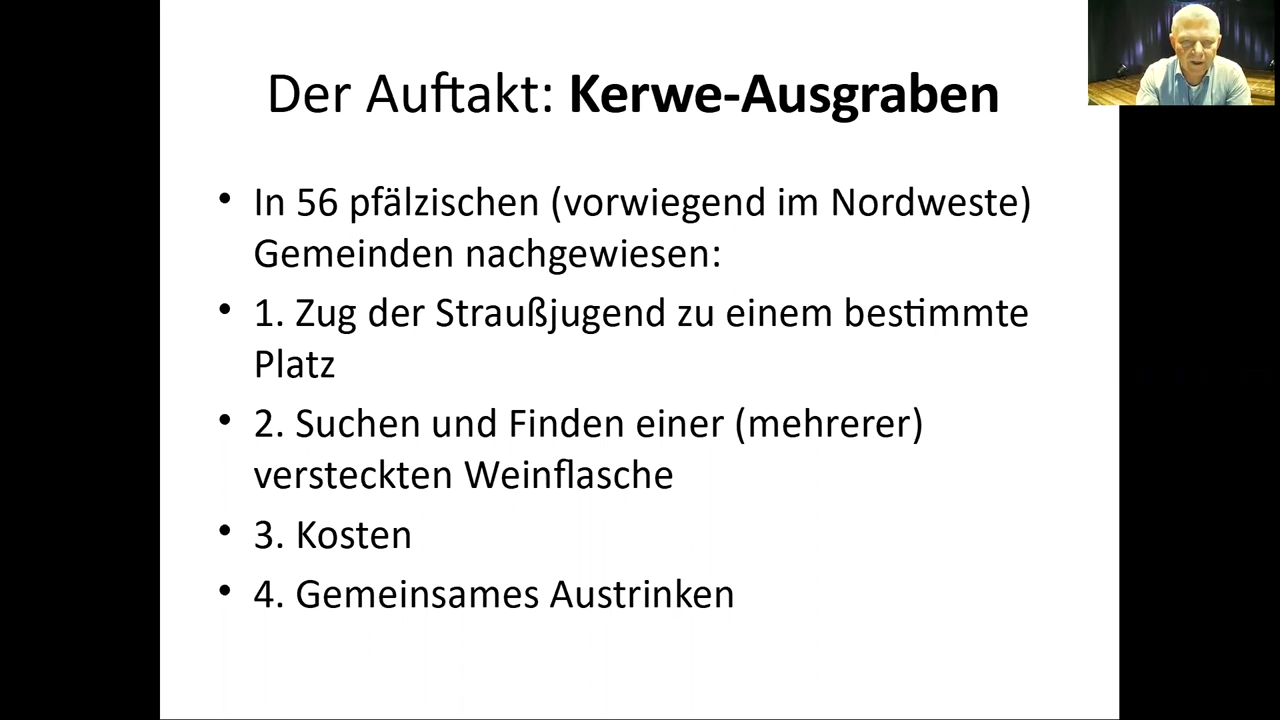 Der Auftakt: Kerwe-Ausgraben
• In 56 pfälzischen (vorwiegend im Nordweste)
Gemeinden nachgewiesen:
• 1. Zug der Straußjugend zu einem bestimmte
Platz
• 2. Suchen und Finden einer (mehrerer)
versteckten Weinflasche
• 3. Kosten
• 4. Gemeinsames Austrinken